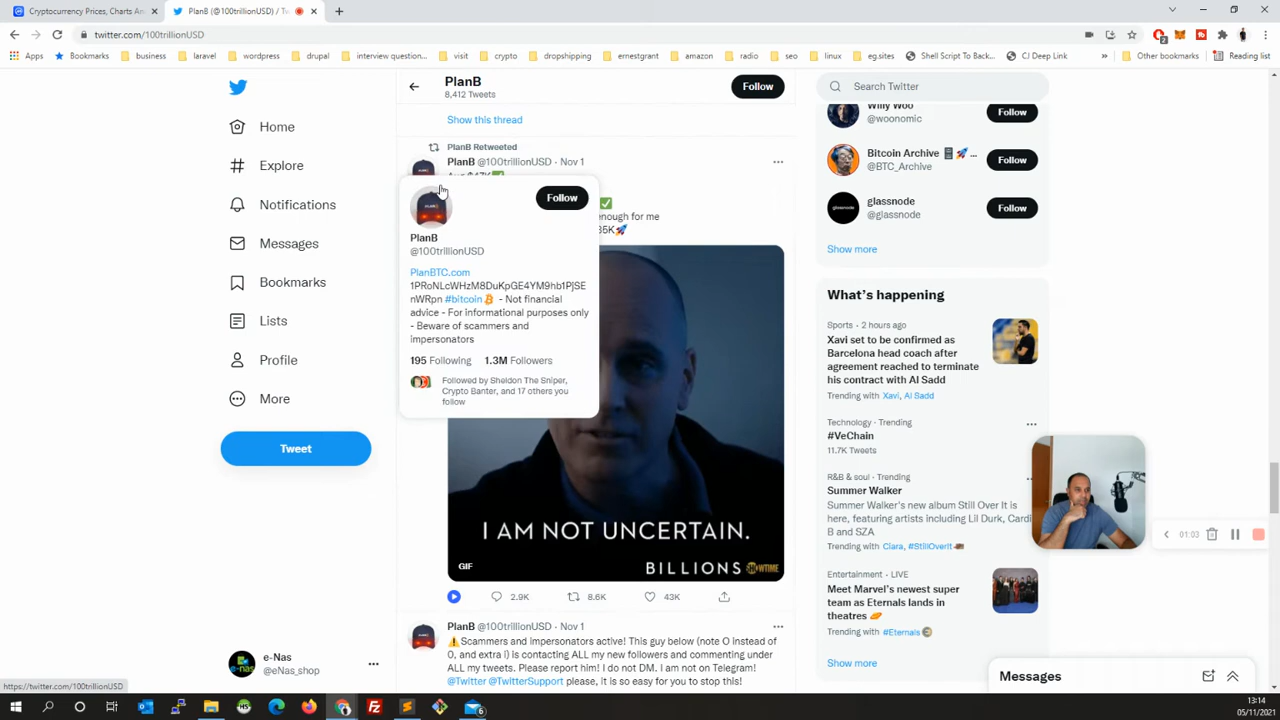 Cryptocurrency Prices, Charts An
PlanB (@100trillionUSD) / Tw
twitter.com/100trillionUSD
Apps
Bookmarks
business
laravel
wordpress
drupal
interview question...
visit
crypto
dropshipping
ernestgrant
amazon
radio
seo
linux
eg.sites
Shell Script To Back...
CJ Deep Link
»
Other bookmarks
Reading list
Home
Explore
Notifications
Messages
Bookmarks
Lists
Profile
More
Tweet
e-Nas
@eNas_shop
PlanB
8,412 Tweets
Follow
Show this thread
PlanB Retweeted
PlanB @100trillionUSD · Nov 1
enough for me
Follow
PlanB
@100trillionUSD
PlanBTC.com
1PRoNLcWHzM8DuKpGE4YM9hb1PjSE
nWRpn #bitcoin - Not financial
advice - For informational purposes only
- Beware of scammers and
impersonators
195 Following 1.3M Followers
Followed by Sheldon The Sniper,
Crypto Banter, and 17 others you
follow
I AM NOT UNCERTAIN.
GIF
BILLIONS SHOWTIME
2.9K
8.6K
43K
PlanB @100trillionUSD · Nov 1
⚠️Scammers and Impersonators active! This guy below (note O instead of
0, and extra l) is contacting ALL my new followers and commenting under
ALL my tweets. Please report him! I do not DM. I am not on Telegram!
@Twitter @TwitterSupport please, it is so easy for you to stop this!
Search Twitter
Willy Woo
@woonomic
Follow
Bitcoin Archive 🚀 ...
@BTC_Archive
Follow
glassnode
@glassnode
Follow
Show more
What's happening
Sports · 2 hours ago
Xavi set to be confirmed as
Barcelona head coach after
agreement reached to terminate
his contract with Al Sadd
Trending with Xavi, Al Sadd
Technology · Trending
#VeChain
11.7K Tweets
R&B & soul · Trending
Summer Walker
Summer Walker's new album Still Over It is
here, featuring artists including Lil Durk, Cardi
B and SZA
Trending with Ciara, #StillOverIt
Entertainment · LIVE
Meet Marvel's newest super
team as Eternals lands in
theatres
Trending with #Eternals
Show more
01:03
Messages
https://twitter.com/100trillionUSD
13:14
05/11/2021